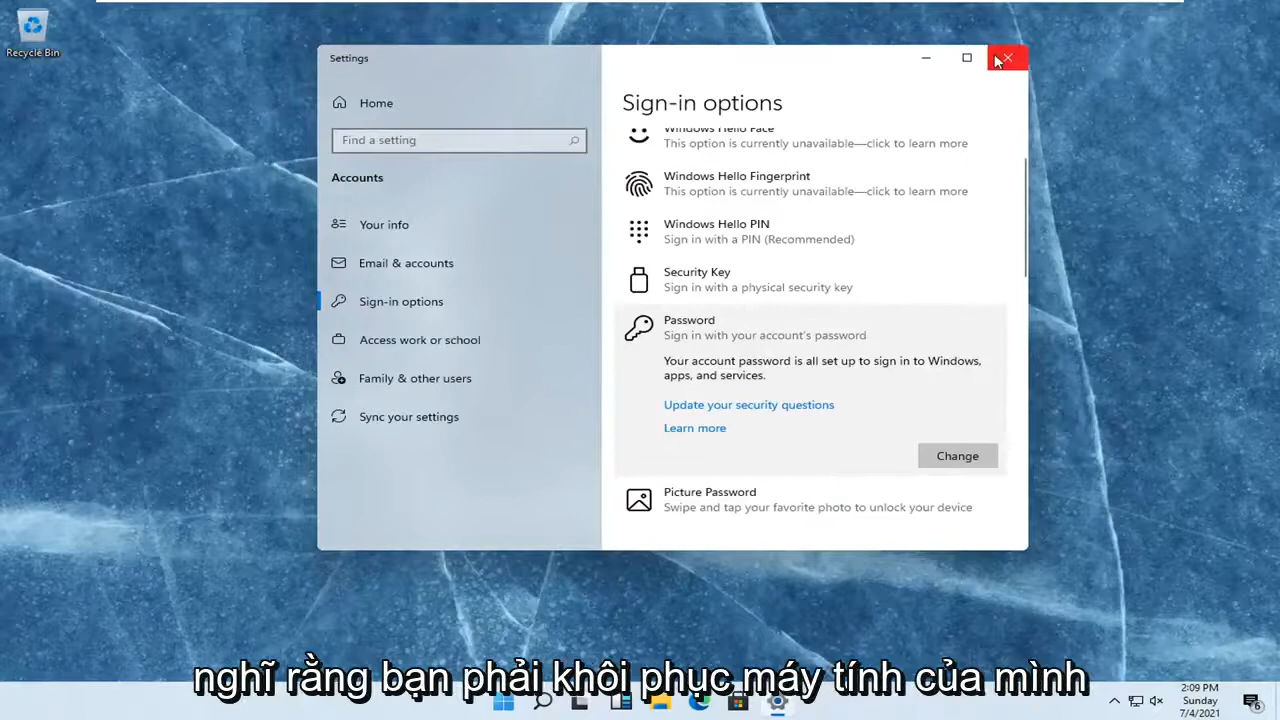 Recycle Bin
Settings
Home
Find a setting
Accounts
Your info
Email & accounts
Sign-in options
Access work or school
Family & other users
Sync your settings
Sign-in options
Windows Hello Face
This option is currently unavailable—click to learn more
Windows Hello Fingerprint
This option is currently unavailable—click to learn more
Windows Hello PIN
Sign in with a PIN (Recommended)
Security Key
Sign in with a physical security key
Password
Sign in with your account's password
Your account password is all set up to sign in to Windows,
apps, and services.
Update your security questions
Learn more
Change
Picture Password
Swipe and tap your favorite photo to unlock your device
nghĩ rằng bạn phải khôi phục máy tính của mình
2:09 PM
Sunday
7/4/2021
6